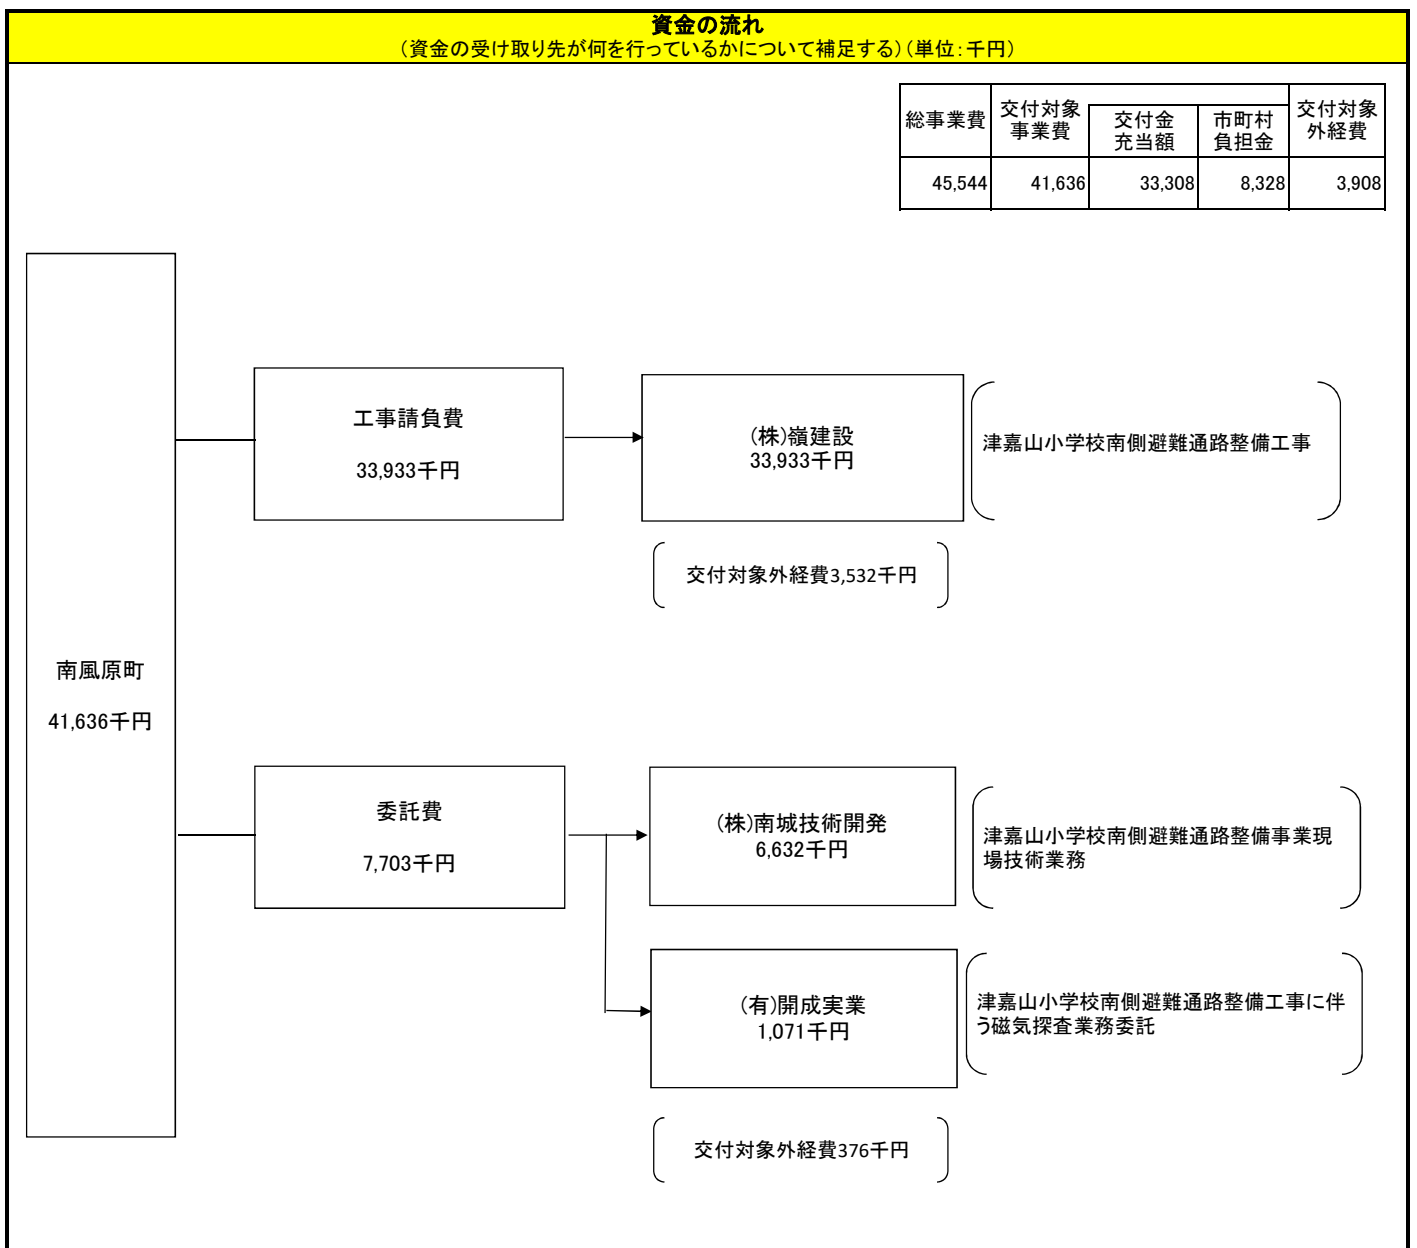 資金の流れ
（資金の受け取り先が何を行っているかについて補足する）（単位：千円）
総事業費
交付対象
事業費
交付金
充当額
市町村
負担金
交付対象
外経費
45,544
41,636
33,308
8,328
3,908
工事請負費
33,933千円
(株)嶺建設
33,933千円
津嘉山小学校南側避難通路整備工事
交付対象外経費3,532千円
南風原町
41,636千円
委託費
7,703千円
(株)南城技術開発
6,632千円
津嘉山小学校南側避難通路整備事業現
場技術業務
(有)開成実業
1,071千円
津嘉山小学校南側避難通路整備工事に伴
う磁気探査業務委託
交付対象外経費376千円